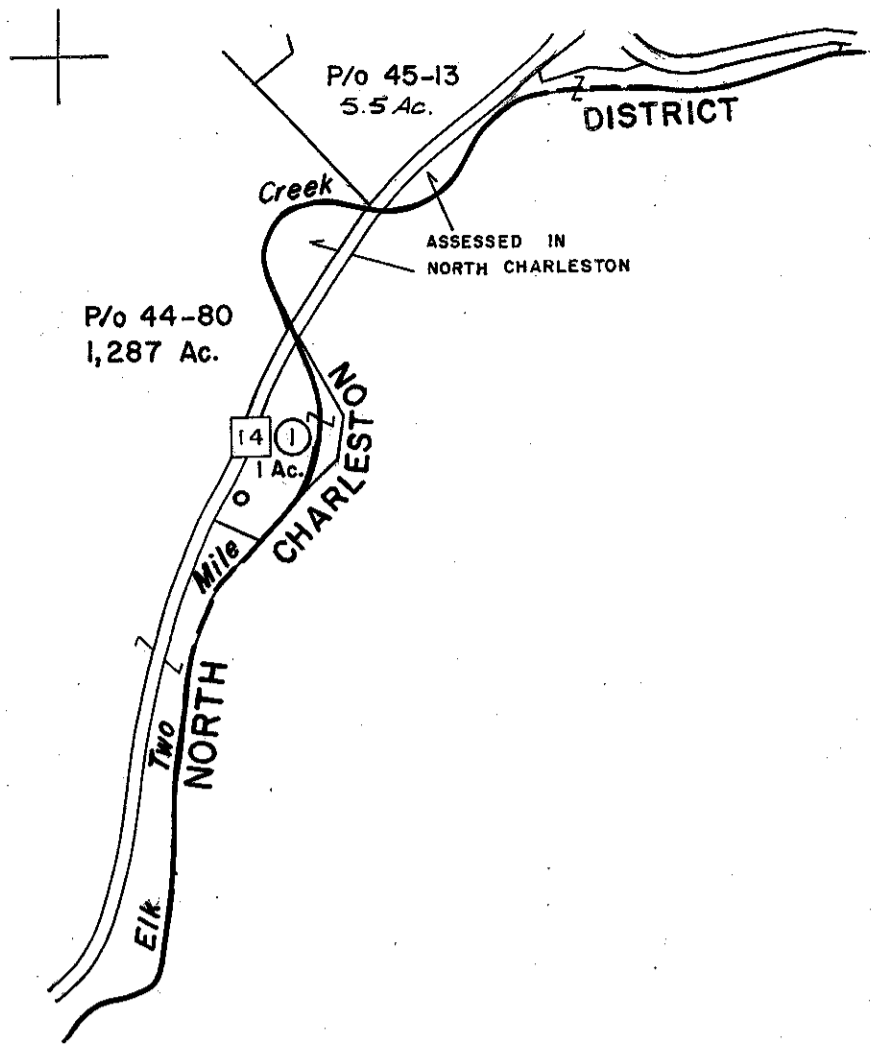 P/o 45-13
5.5 Ac.
DISTRICT
Creek
ASSESSED IN
NORTH CHARLESTON
P/o 44-80
1,287 Ac.
14
1
1 Ac.
CHARLESTON
Mile
NORTH
Two
Elk